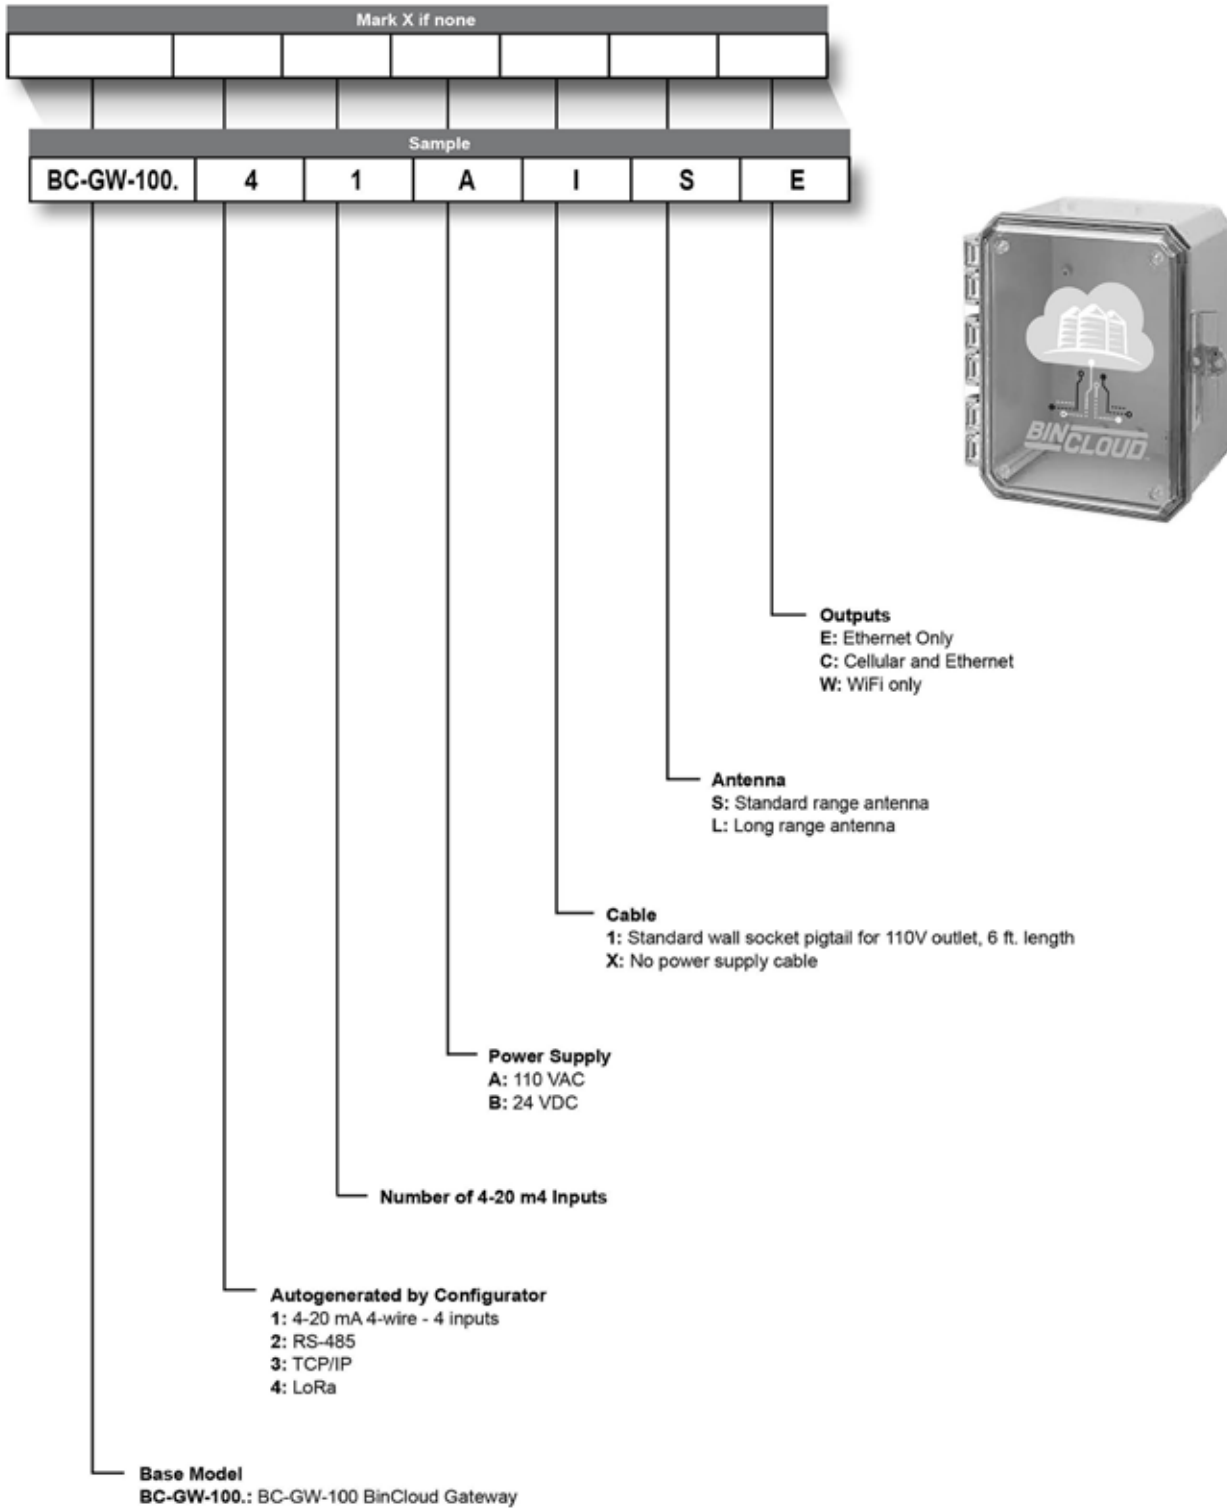 Mark X if none
Sample
BC-GW-100. 4 1 A I S E
BINCLOUD
Outputs
E: Ethernet Only
C: Cellular and Ethernet
W: WiFi only
Antenna
S: Standard range antenna
L: Long range antenna
Cable
1: Standard wall socket pigtail for 110V outlet, 6 ft. length
X: No power supply cable
Power Supply
A: 110 VAC
B: 24 VDC
Number of 4-20 m4 Inputs
Autogenerated by Configurator
1: 4-20 mA 4-wire - 4 inputs
2: RS-485
3: TCP/IP
4: LoRa
Base Model
BC-GW-100.: BC-GW-100 BinCloud Gateway